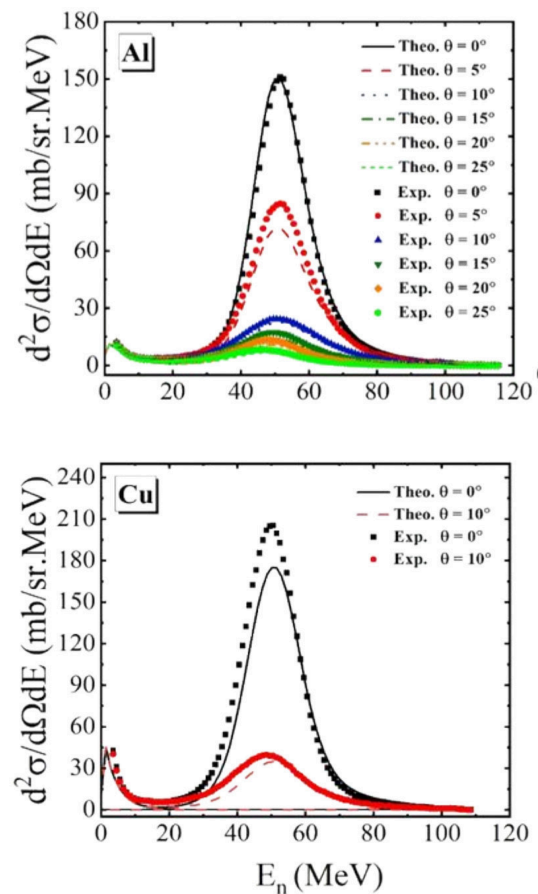 180
150
120
90
60
30
0
d²σ/dΩdE (mb/sr.MeV)
Al
Theo. θ = 0°
Theo. θ = 5°
Theo. θ = 10°
Theo. θ = 15°
Theo. θ = 20°
Theo. θ = 25°
Exp. θ = 0°
Exp. θ = 5°
Exp. θ = 10°
Exp. θ = 15°
Exp. θ = 20°
Exp. θ = 25°
0 20 40 60 80 100 120
240
210
180
150
120
90
60
30
0
d²σ/dΩdE (mb/sr.MeV)
Cu
Theo. θ = 0°
Theo. θ = 10°
Exp. θ = 0°
Exp. θ = 10°
0 20 40 60 80 100 120
Eₙ (MeV)